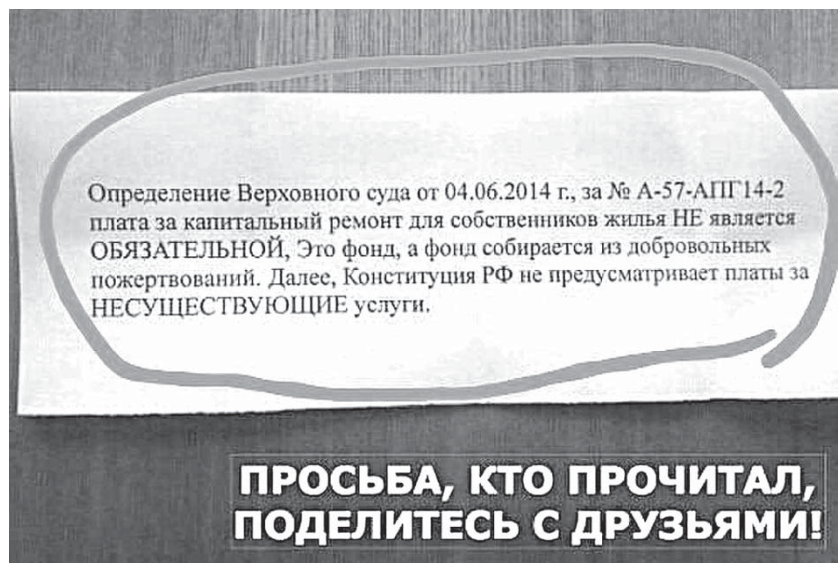 Определение Верховного суда от 04.06.2014 г., за № А-57-АПГ14-2
плата за капитальный ремонт для собственников жилья НЕ является
ОБЯЗАТЕЛЬНОЙ, Это фонд, а фонд собирается из добровольных
пожертвований. Далее, Конституция РФ не предусматривает платы за
НЕСУЩЕСТВУЮЩИЕ услуги.
ПРОСЬБА, КТО ПРОЧИТАЛ,
ПОДЕЛИТЕСЬ С ДРУЗЬЯМИ!